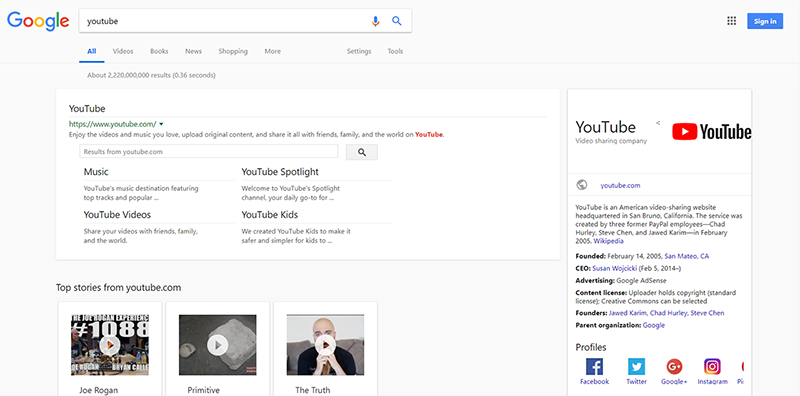 Google
youtube
Sign in
All Videos Books News Shopping More Settings Tools
About 2,220,000,000 results (0.36 seconds)
YouTube
https://www.youtube.com/
Enjoy the videos and music you love, upload original content, and share it all with friends, family, and the world on YouTube.
Results from youtube.com
Music
YouTube's music destination featuring
top tracks and popular ...
YouTube Spotlight
Welcome to YouTube's Spotlight
channel, your daily go-to for ...
YouTube Videos
Share your videos with friends, family,
and the world.
YouTube Kids
We created YouTube Kids to make it
safer and simpler for kids to ...
Top stories from youtube.com
THE JOE ROGAN EXPERIENCE
#1088
JOE ROGAN BRYAN CALLE
Joe Rogan
Primitive
The Truth
YouTube
Video sharing company
YouTube
youtube.com
YouTube is an American video-sharing website
headquartered in San Bruno, California. The service was
created by three former PayPal employees—Chad
Hurley, Steve Chen, and Jawed Karim—in February
2005. Wikipedia
Founded: February 14, 2005, San Mateo, CA
CEO: Susan Wojcicki (Feb 5, 2014–)
Advertising: Google AdSense
Content license: Uploader holds copyright (standard
license); Creative Commons can be selected
Founders: Jawed Karim, Chad Hurley, Steve Chen
Parent organization: Google
Profiles
Facebook Twitter Google+ Instagram Pi